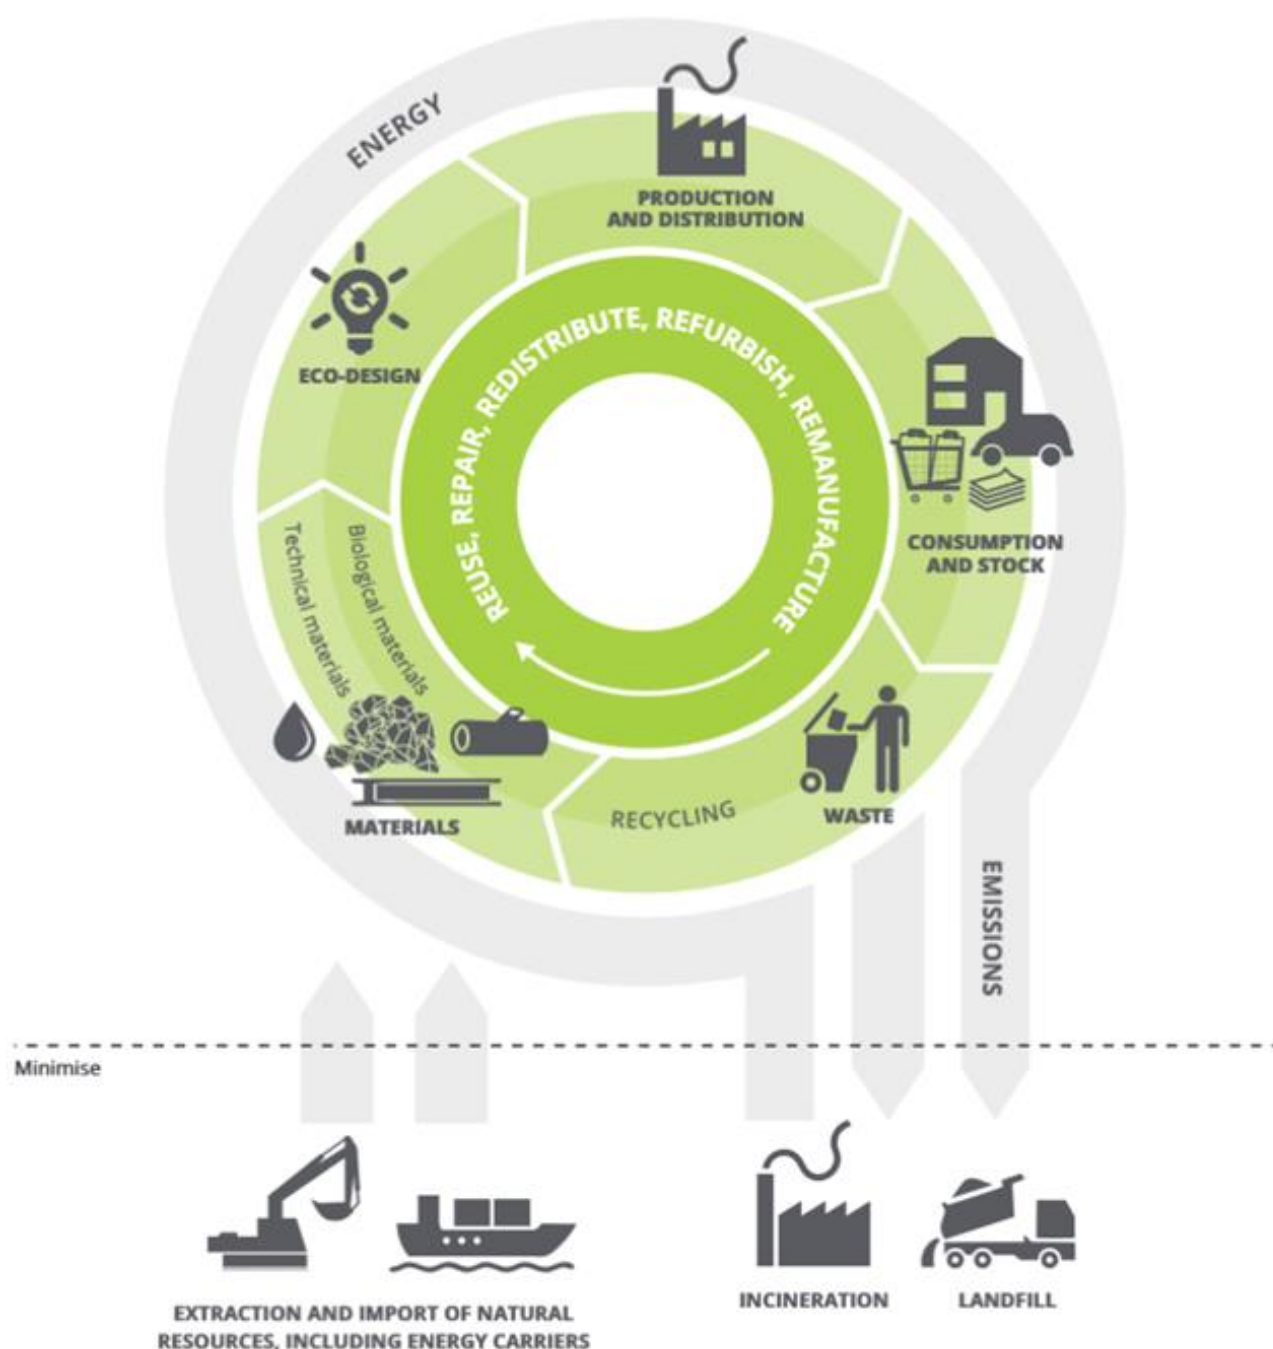 ENERGY
PRODUCTION
AND DISTRIBUTION
ECO-DESIGN
REUSE, REPAIR, REDISTRIBUTE, REFURBISH, REMANUFACTURE
CONSUMPTION
AND STOCK
Technical materials
Biological materials
MATERIALS
RECYCLING
WASTE
EMISSIONS
Minimise
EXTRACTION AND IMPORT OF NATURAL
RESOURCES, INCLUDING ENERGY CARRIERS
INCINERATION
LANDFILL